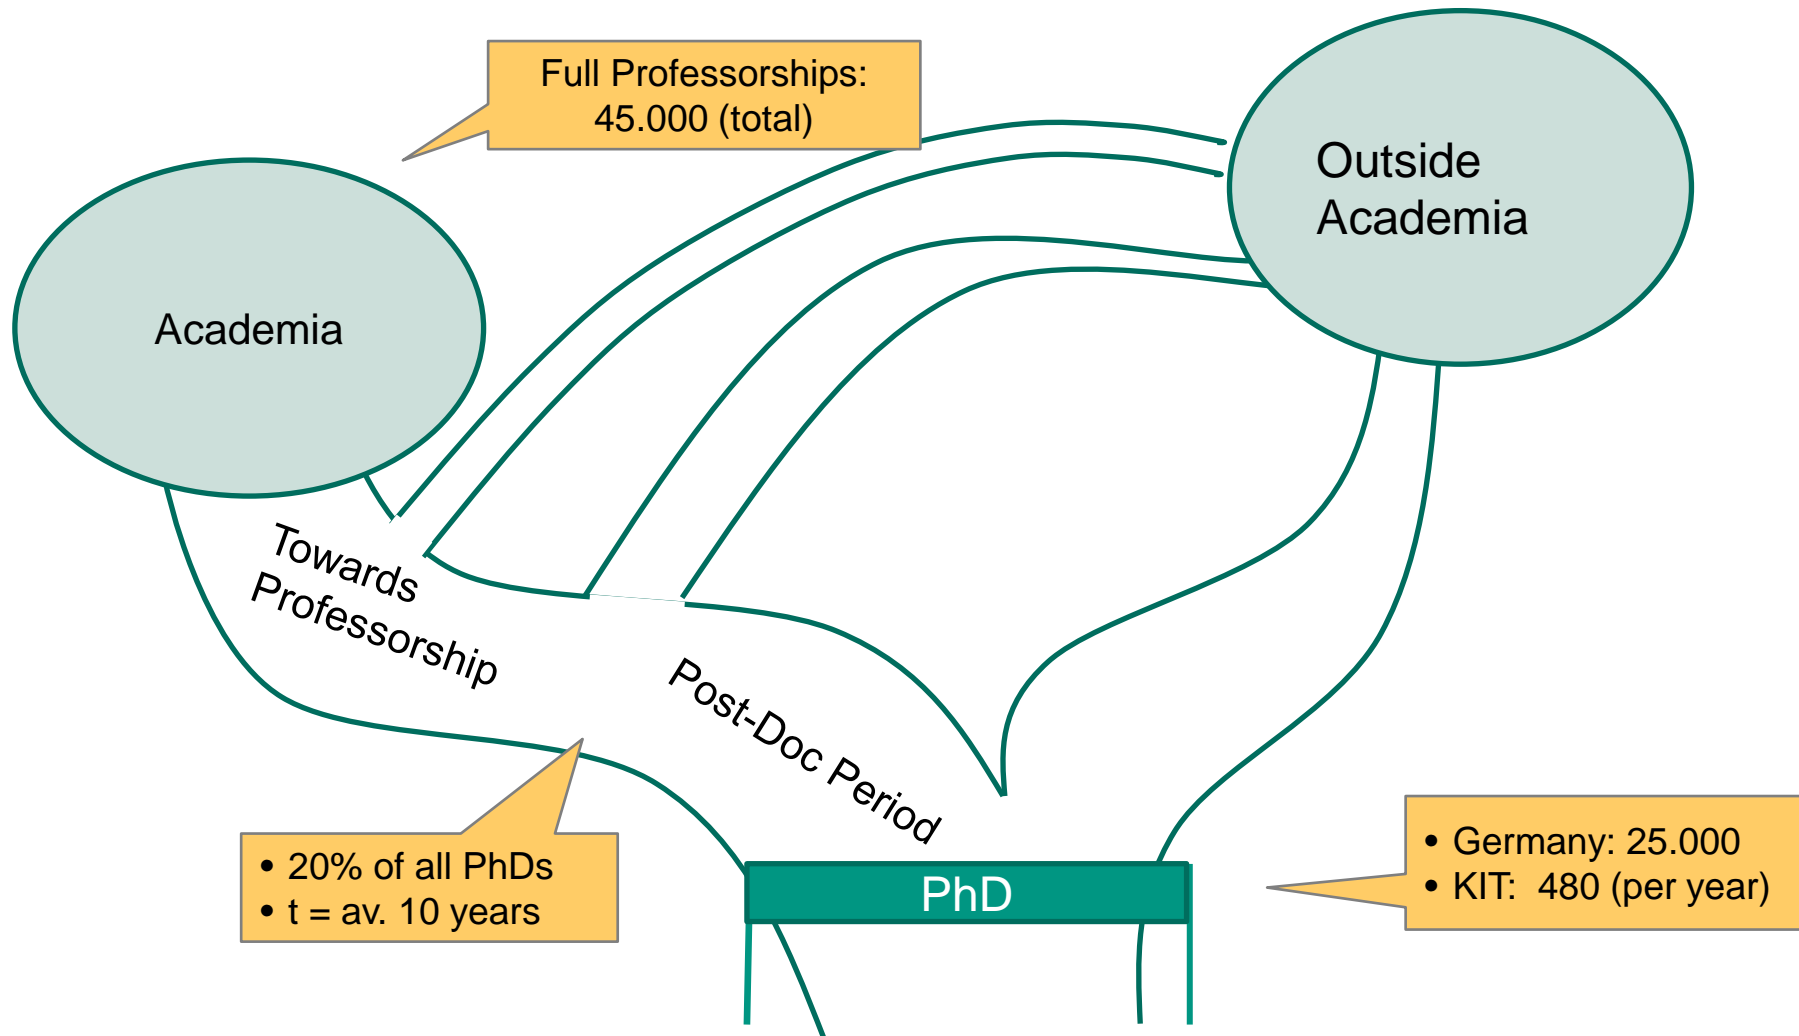 Full Professorships:
45.000 (total)
Outside
Academia
Academia
Towards
Professorship
Post-Doc Period
• 20% of all PhDs
• t = av. 10 years
PhD
• Germany: 25.000
• KIT:  480 (per year)